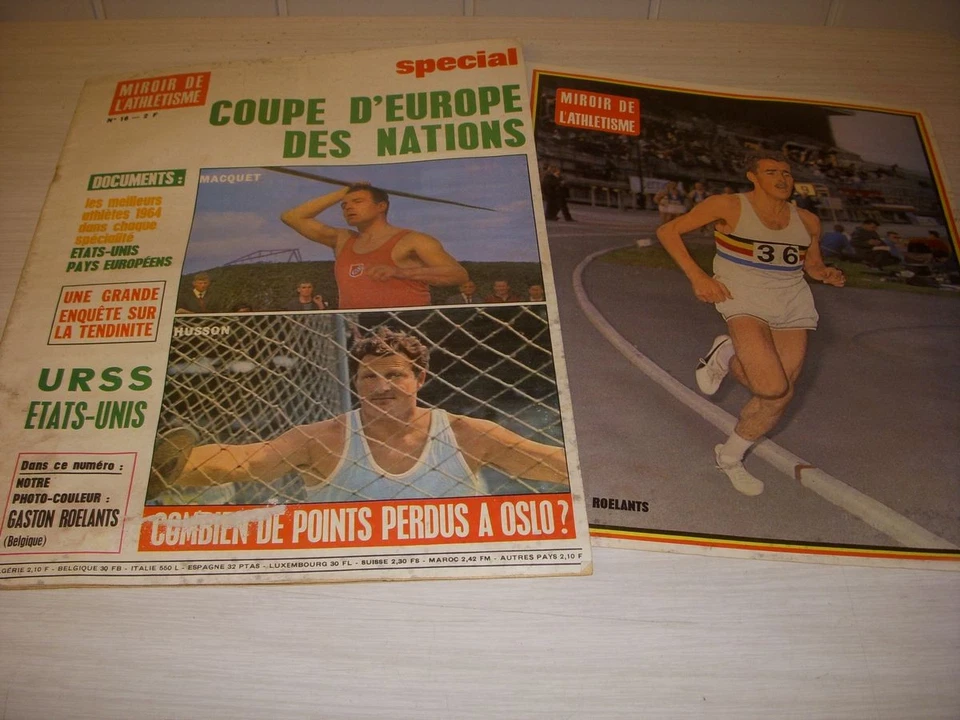 special
MIROIR DE
L'ATHLETISME
N° 18 — 2 F
COUPE D'EUROPE
DES NATIONS
DOCUMENTS :
les meilleurs
athlètes 1964
dans chaque
spécialité
ETATS-UNIS
PAYS EUROPÉENS
UNE GRANDE
ENQUÊTE SUR
LA TENDINITE
URSS
ETATS-UNIS
Dans ce numéro :
NOTRE
PHOTO-COULEUR :
GASTON ROELANTS
(Belgique)
MACQUET
HUSSON
COMBIEN DE POINTS PERDUS A OSLO ?
GÉRIE 2,10 F - BELGIQUE 30 FB - ITALIE 550 L - ESPAGNE 32 PTAS - LUXEMBOURG 30 FL - SUISSE 2,30 FS - MAROC 2,42 FM - AUTRES PAYS 2,10 F
MIROIR DE
L'ATHLETISME
36
ROELANTS